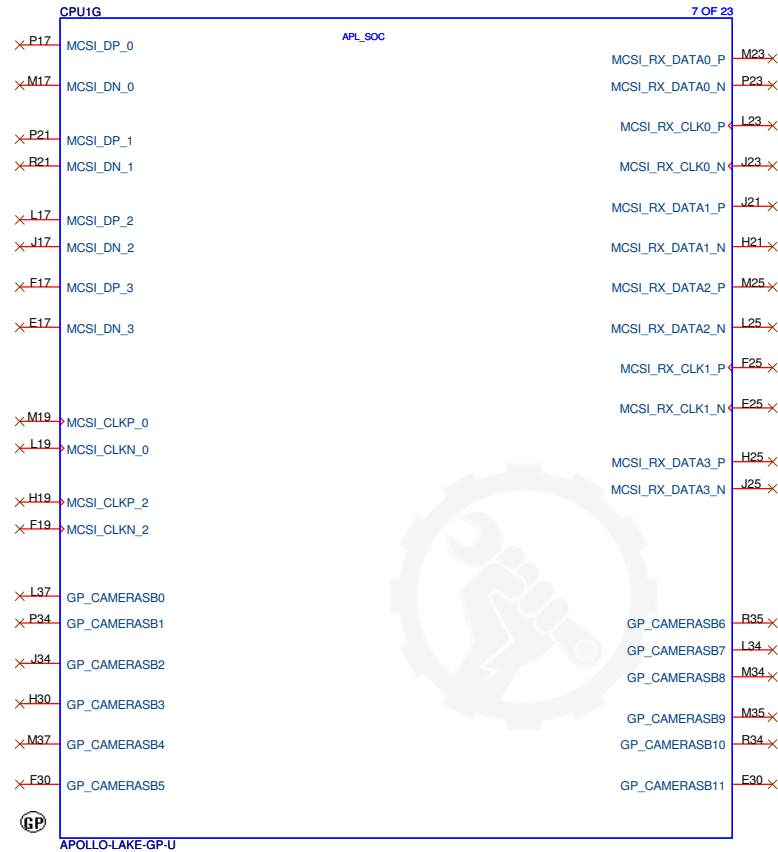 CPU1G
7 OF 23
APL_SOC
P17 MCSI_DP_0
M17 MCSI_DN_0
P21 MCSI_DP_1
R21 MCSI_DN_1
L17 MCSI_DP_2
J17 MCSI_DN_2
F17 MCSI_DP_3
E17 MCSI_DN_3
M19 MCSI_CLKP_0
L19 MCSI_CLKN_0
H19 MCSI_CLKP_2
F19 MCSI_CLKN_2
L37 GP_CAMERASB0
P34 GP_CAMERASB1
J34 GP_CAMERASB2
H30 GP_CAMERASB3
M37 GP_CAMERASB4
F30 GP_CAMERASB5
MCSI_RX_DATA0_P M23
MCSI_RX_DATA0_N P23
MCSI_RX_CLK0_P L23
MCSI_RX_CLK0_N J23
MCSI_RX_DATA1_P J21
MCSI_RX_DATA1_N H21
MCSI_RX_DATA2_P M25
MCSI_RX_DATA2_N L25
MCSI_RX_CLK1_P F25
MCSI_RX_CLK1_N E25
MCSI_RX_DATA3_P H25
MCSI_RX_DATA3_N J25
GP_CAMERASB6 R35
GP_CAMERASB7 L34
GP_CAMERASB8 M34
GP_CAMERASB9 M35
GP_CAMERASB10 R34
GP_CAMERASB11 E30
GP
APOLLO-LAKE-GP-U